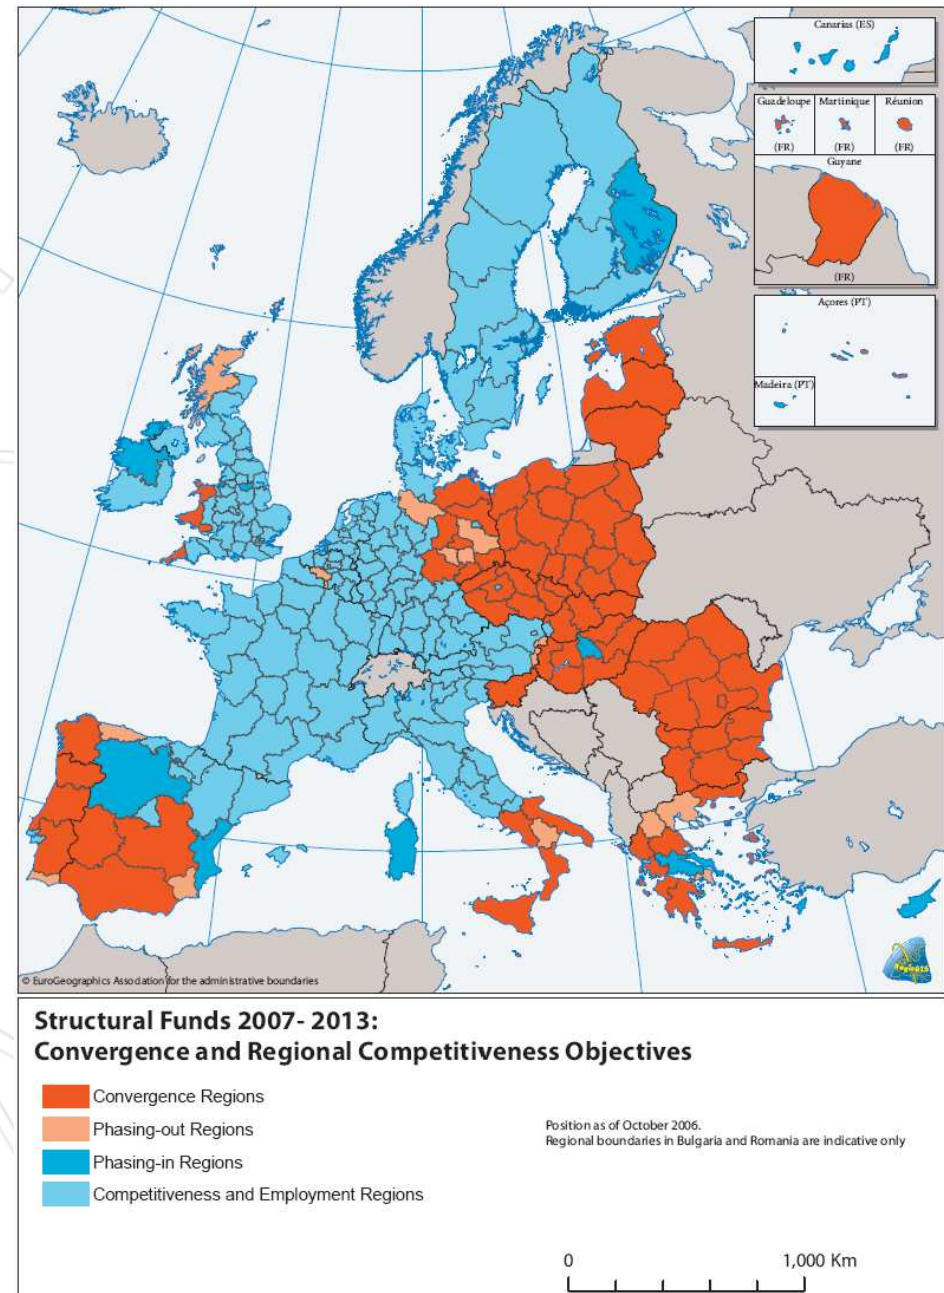 Canarias (ES)
Guadeloupe
Martinique
Réunion
(FR)
(FR)
(FR)
Guyane
(FR)
Açores (PT)
Madeira (PT)
© EuroGeographics Association for the administrative boundaries
RegioGIS
Structural Funds 2007- 2013:
Convergence and Regional Competitiveness Objectives
Convergence Regions
Phasing-out Regions
Phasing-in Regions
Competitiveness and Employment Regions
Position as of October 2006.
Regional boundaries in Bulgaria and Romania are indicative only
0 1,000 Km